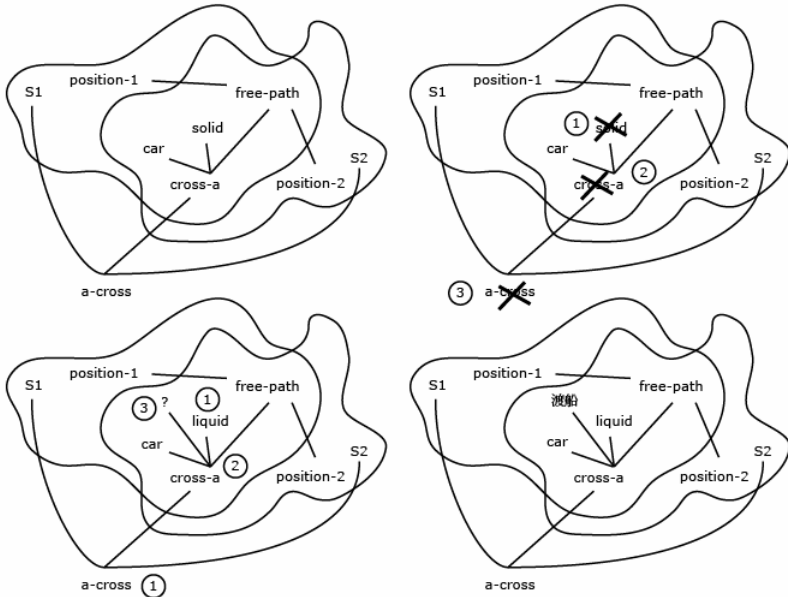 position-1
S1
free-path
solid
car
S2
cross-a
position-2
a-cross
position-1
S1
free-path
① solid
car
②
S2
cross-a
position-2
③ a-cross
position-1
S1
free-path
③ ? ①
liquid
car
S2
cross-a ②
position-2
a-cross ①
position-1
S1
free-path
渡船
liquid
car
S2
cross-a
position-2
a-cross